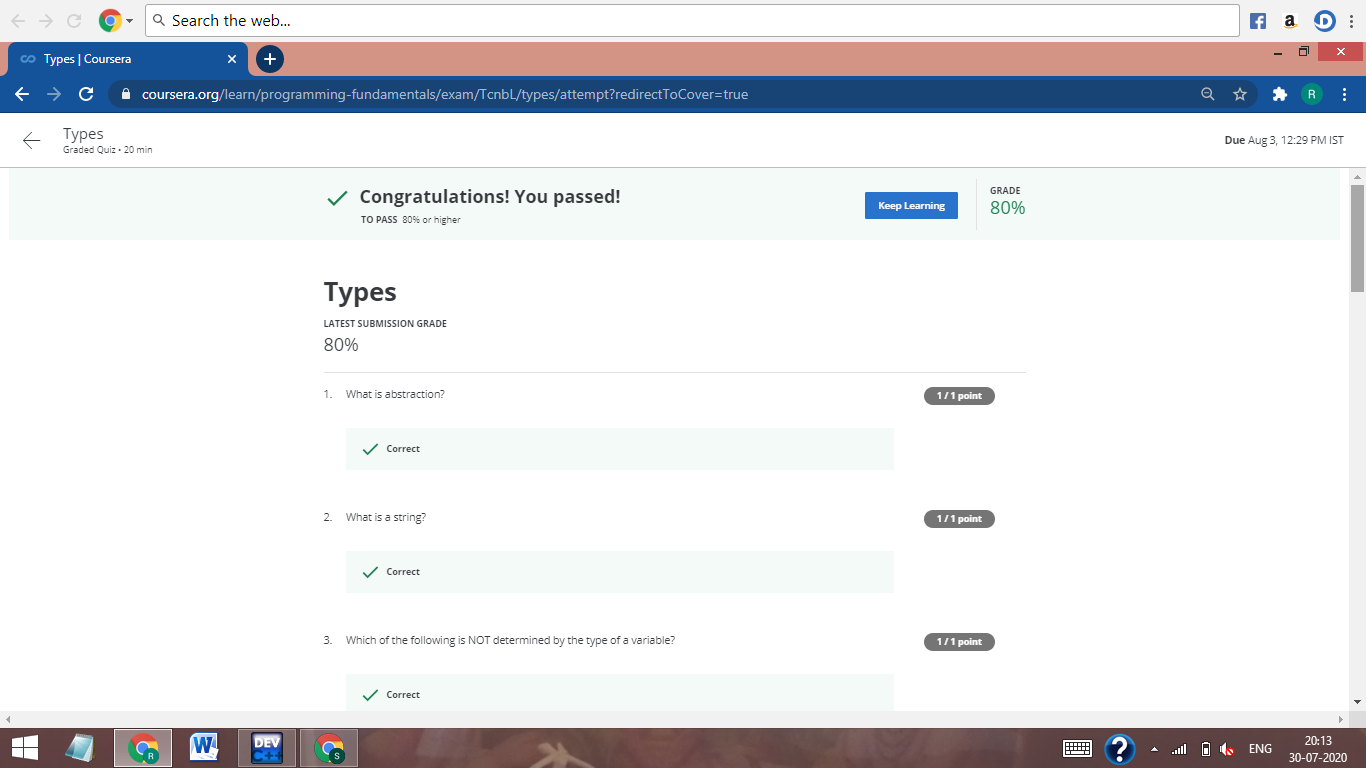 Search the web...
Types | Coursera
coursera.org/learn/programming-fundamentals/exam/TcnbL/types/attempt?redirectToCover=true
R
Types
Graded Quiz • 20 min
Due Aug 3, 12:29 PM IST
Congratulations! You passed!
TO PASS 80% or higher
Keep Learning
GRADE
80%
Types
LATEST SUBMISSION GRADE
80%
1. What is abstraction?
1 / 1 point
Correct
2. What is a string?
1 / 1 point
Correct
3. Which of the following is NOT determined by the type of a variable?
1 / 1 point
Correct
R
W
DEV
C++
S
ENG
20:13
30-07-2020